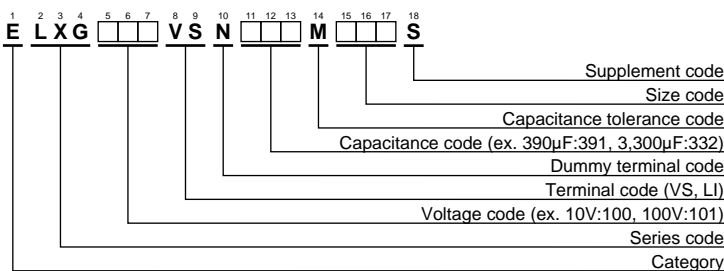 1 2 3 4 5 6 7 8 9 10 11 12 13 14 15 16 17 18
E L X G □□□ V S N □□□ M □□□ S
Supplement code
Size code
Capacitance tolerance code
Capacitance code (ex. 390µF:391, 3,300µF:332)
Dummy terminal code
Terminal code (VS, LI)
Voltage code (ex. 10V:100, 100V:101)
Series code
Category